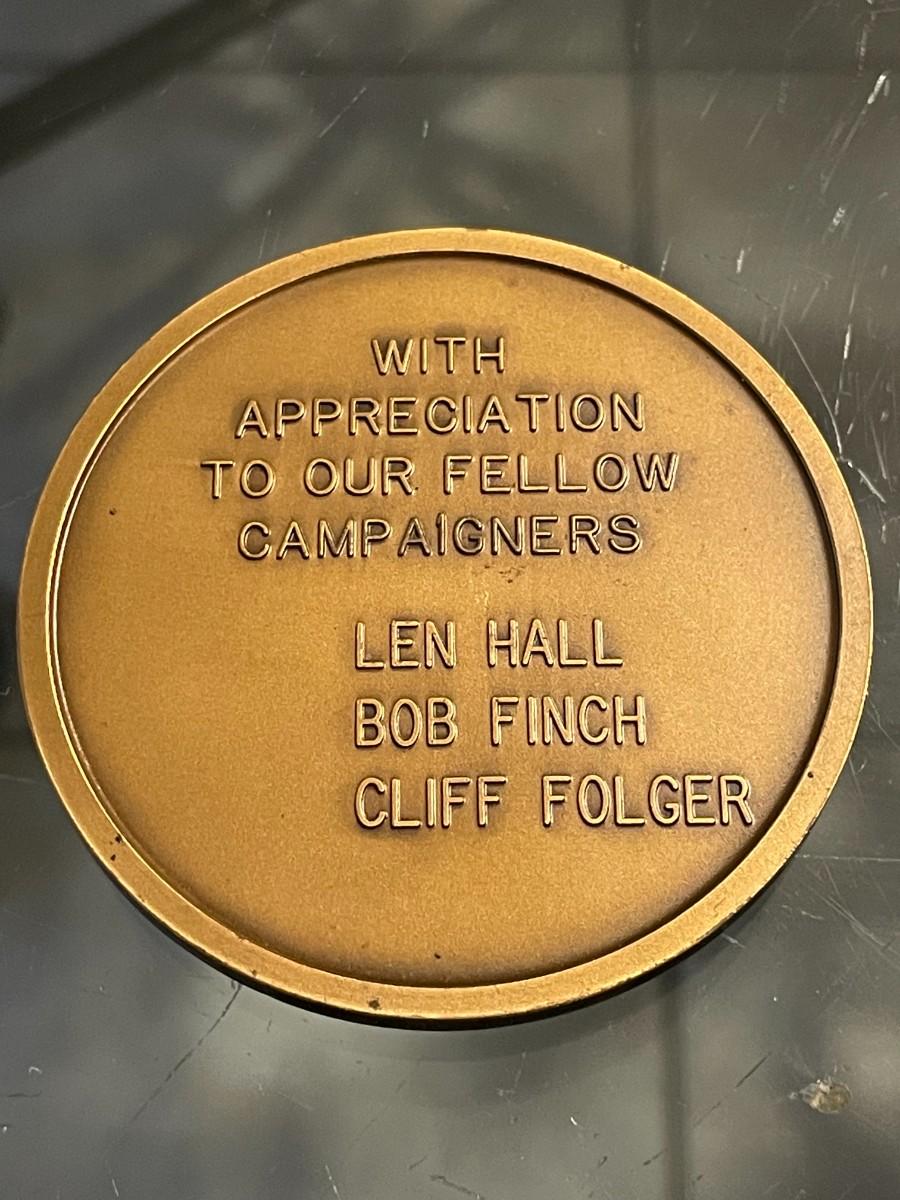 WITH
APPRECIATION
TO OUR FELLOW
CAMPAIGNERS
LEN HALL
BOB FINCH
CLIFF FOLGER